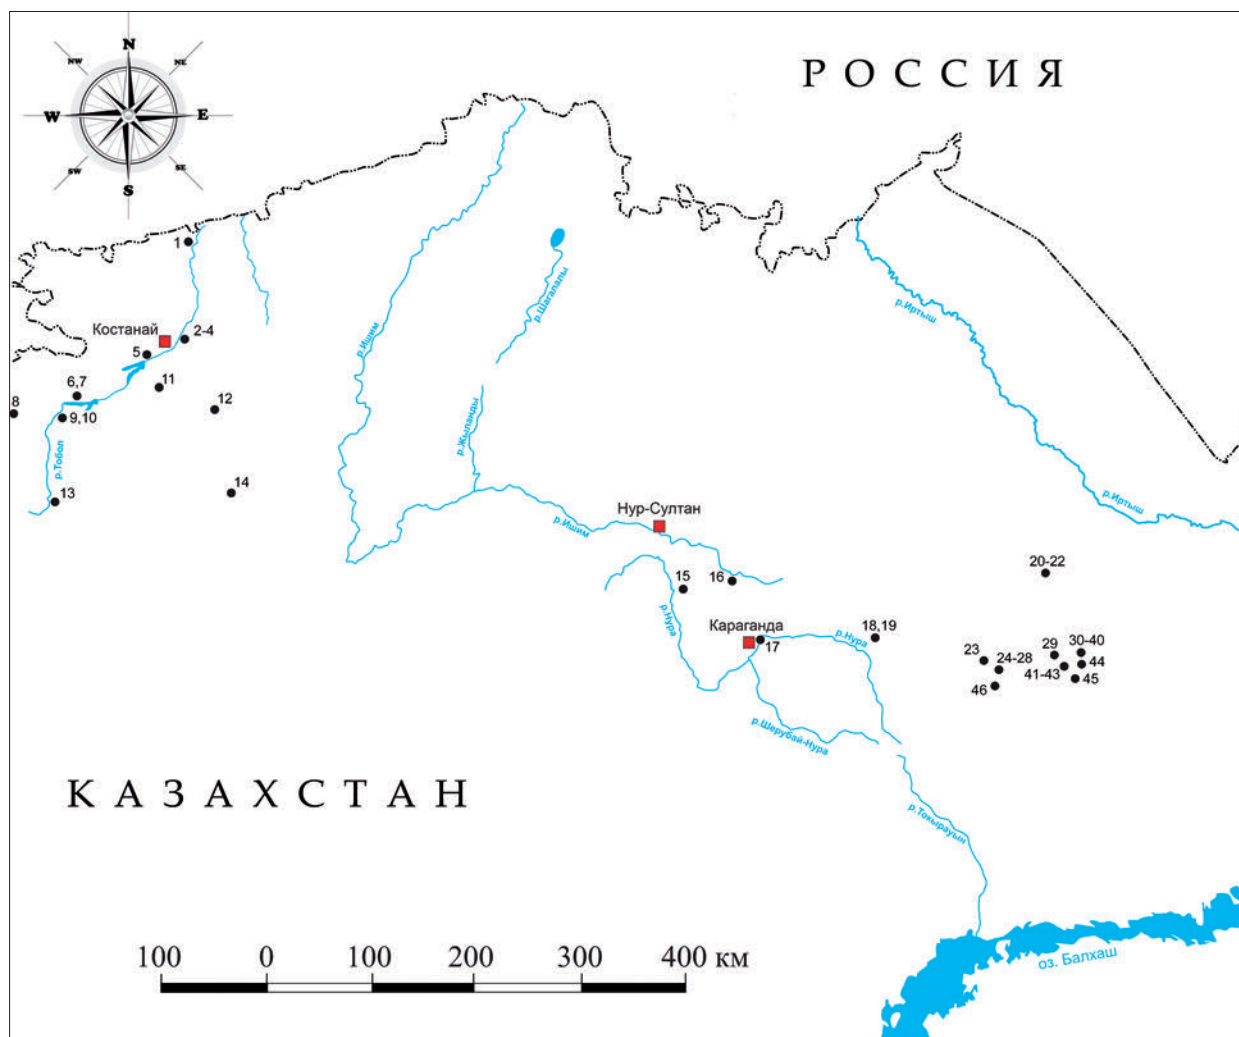 N
NW
NE
W
E
SW
SE
S
РОССИЯ
1
Костанай
2-4
5
р.Ишим
р.Шагалалы
р.Иртыш
6,7
11
8
9,10
12
р.Жыланды
р.Тобол
13
14
Нур-Султан
р.Ишим
р.Иртыш
15
16
20-22
р.Нура
Караганда
17
18,19
р.Нура
23
24-28
29
30-40
41-43
44
45
46
р.Шерубай-Нура
КАЗАХСТАН
р.Токырауын
100 0 100 200 300 400 км
оз. Балхаш